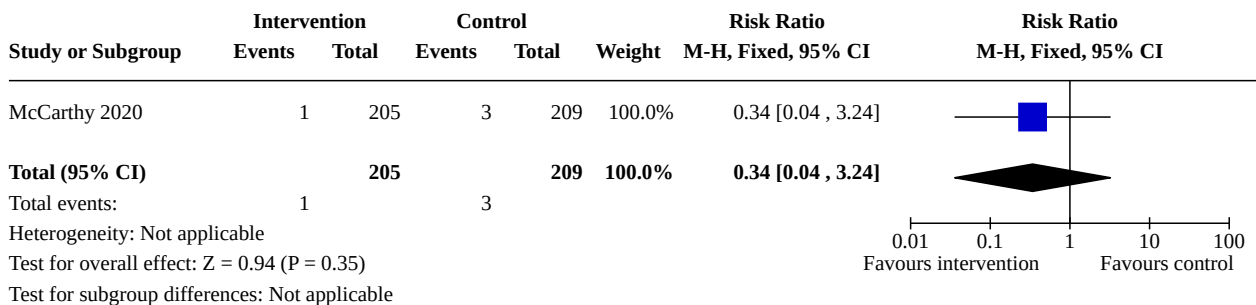 Intervention Control Risk Ratio Risk Ratio
Study or Subgroup Events Total Events Total Weight M-H, Fixed, 95% CI M-H, Fixed, 95% CI
McCarthy 2020 1 205 3 209 100.0% 0.34 [0.04 , 3.24]
Total (95% CI) 205 209 100.0% 0.34 [0.04 , 3.24]
Total events: 1 3
Heterogeneity: Not applicable
0.01 0.1 1 10 100
Test for overall effect: Z = 0.94 (P = 0.35)
Favours intervention Favours control
Test for subgroup differences: Not applicable